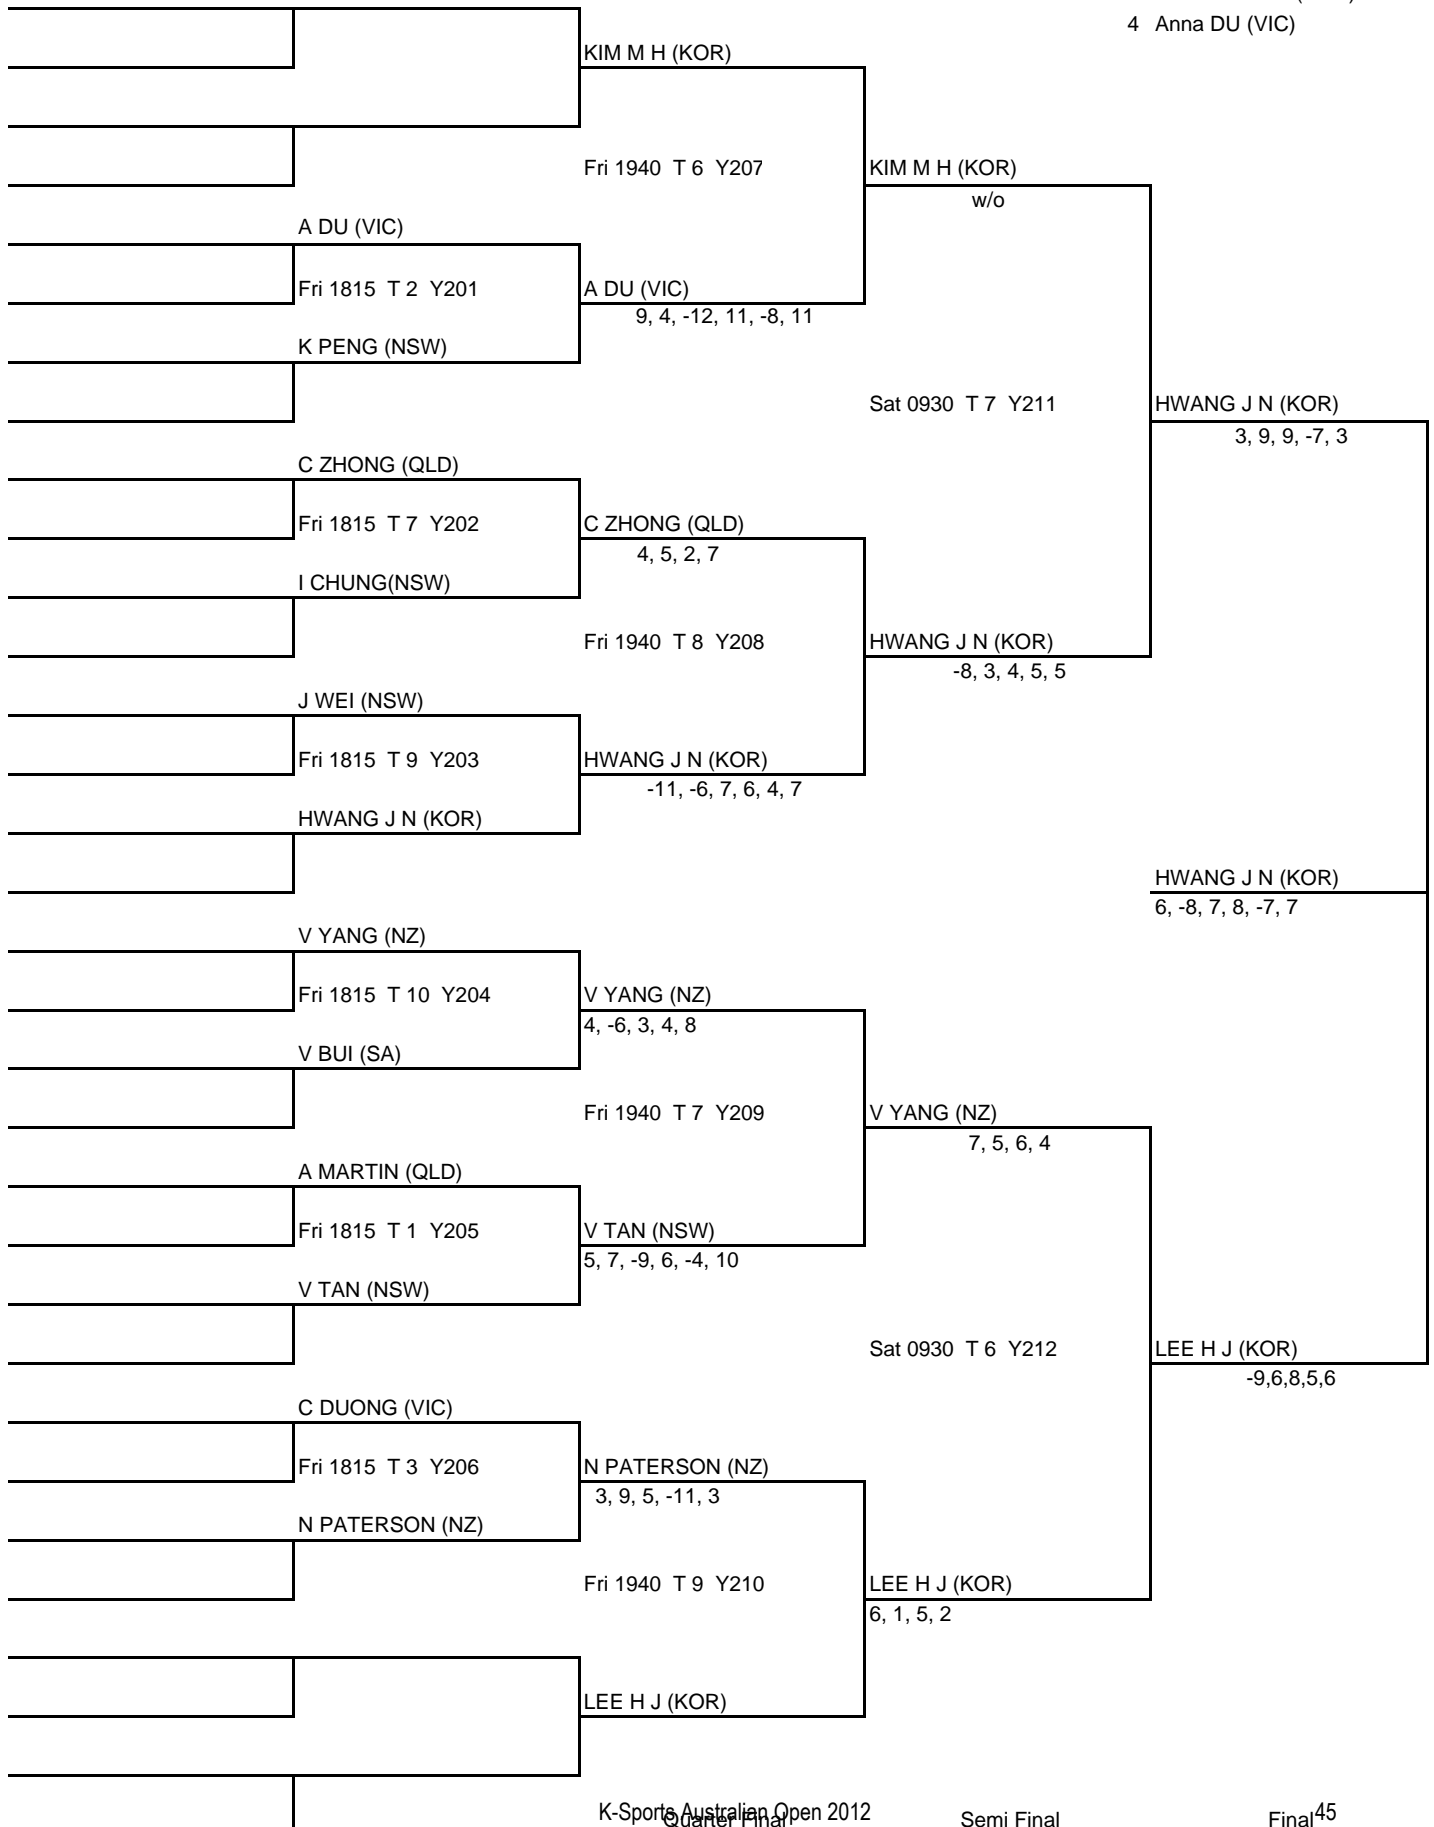 4 Anna DU (VIC)
KIM M H (KOR)
Fri 1940 T 6 Y207
KIM M H (KOR)
w/o
A DU (VIC)
Fri 1815 T 2 Y201
A DU (VIC)
9, 4, -12, 11, -8, 11
K PENG (NSW)
Sat 0930 T 7 Y211
HWANG J N (KOR)
3, 9, 9, -7, 3
C ZHONG (QLD)
Fri 1815 T 7 Y202
C ZHONG (QLD)
4, 5, 2, 7
I CHUNG(NSW)
Fri 1940 T 8 Y208
HWANG J N (KOR)
-8, 3, 4, 5, 5
J WEI (NSW)
Fri 1815 T 9 Y203
HWANG J N (KOR)
-11, -6, 7, 6, 4, 7
HWANG J N (KOR)
HWANG J N (KOR)
6, -8, 7, 8, -7, 7
V YANG (NZ)
Fri 1815 T 10 Y204
V YANG (NZ)
4, -6, 3, 4, 8
V BUI (SA)
Fri 1940 T 7 Y209
V YANG (NZ)
7, 5, 6, 4
A MARTIN (QLD)
Fri 1815 T 1 Y205
V TAN (NSW)
5, 7, -9, 6, -4, 10
V TAN (NSW)
Sat 0930 T 6 Y212
LEE H J (KOR)
-9,6,8,5,6
C DUONG (VIC)
Fri 1815 T 3 Y206
N PATERSON (NZ)
3, 9, 5, -11, 3
N PATERSON (NZ)
Fri 1940 T 9 Y210
LEE H J (KOR)
6, 1, 5, 2
LEE H J (KOR)
K-Sports Australian Open 2012
45
Quarter Final
Semi Final
Final